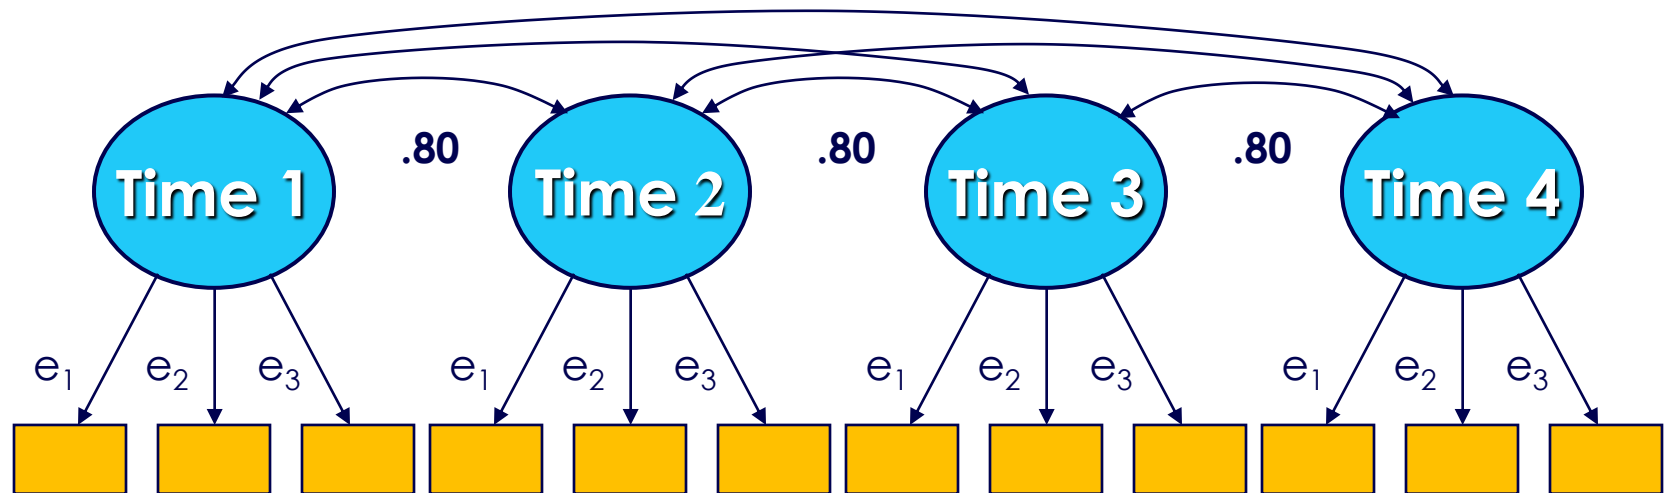 .80 .80 .80
Time 1 Time 2 Time 3 Time 4
e₁ e₂ e₃ e₁ e₂ e₃ e₁ e₂ e₃ e₁ e₂ e₃